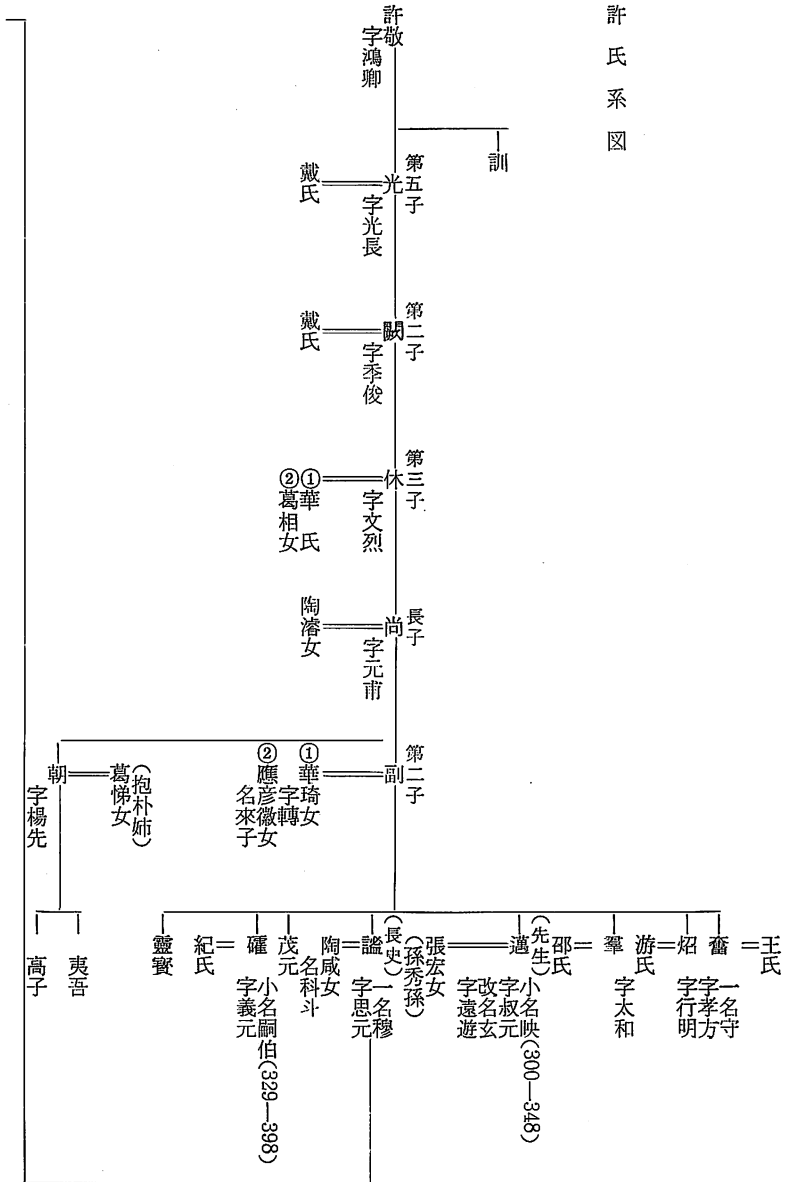 許氏系図
許敬
字鴻卿
訓
第五子
光
字光長
戴氏
第二子
闕
字季俊
戴氏
第三子
休
字文烈
①華氏
②葛相女
長子
尚
字元甫
陶濬女
第二子
副
①華琦女
字轉
②應彦徽女
名來子
(抱朴姉)
葛悌女
朝
字楊先
王氏
奮
一名守
字孝方
炤
字行明
游氏
羣
字太和
邵氏
(先生)
邁
小名映(300—348)
字叔元
改名玄
字遠遊
張宏女
(孫秀孫)
(長史)
謐
一名穆
字思元
陶咸女
茂元
名科斗
確
小名嗣伯(329—398)
字義元
紀氏
靈寳
夷吾
高子